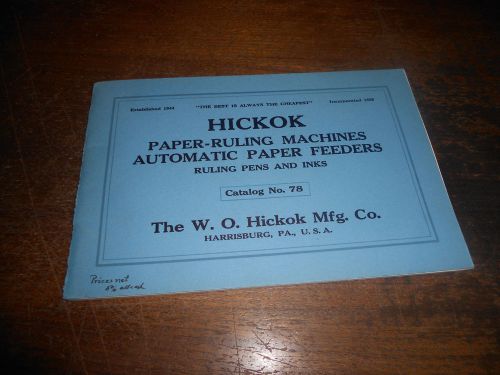 Established 1844 "THE BEST IS ALWAYS THE CHEAPEST" Incorporated 1886
HICKOK
PAPER-RULING MACHINES
AUTOMATIC PAPER FEEDERS
RULING PENS AND INKS
Catalog No. 78
The W. O. Hickok Mfg. Co.
HARRISBURG, PA., U. S. A.
Prices net